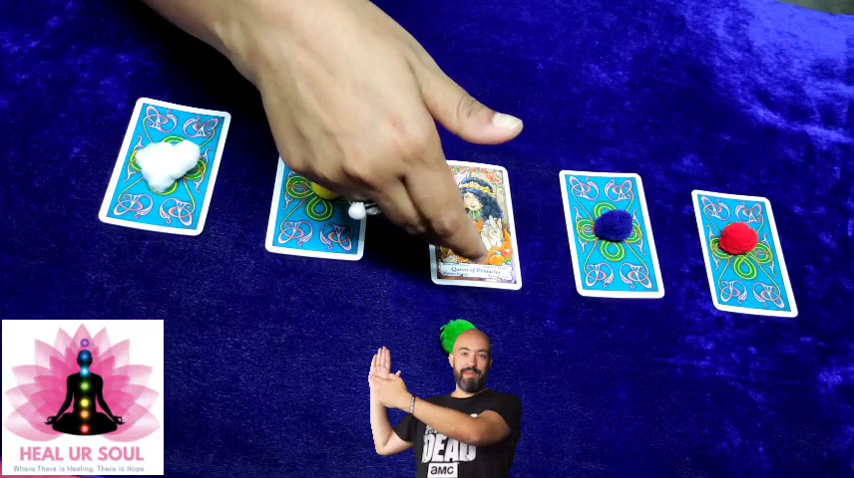 Queen of Pentacles
HEAL UR SOUL
Where There is Healing, There is Hope.
DEAD
AMC